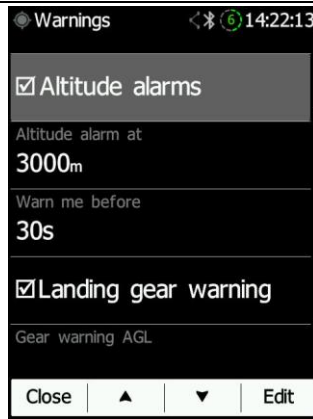 Warnings 6 14:22:13
Altitude alarms
Altitude alarm at
3000m
Warn me before
30s
Landing gear warning
Gear warning AGL
Close Edit